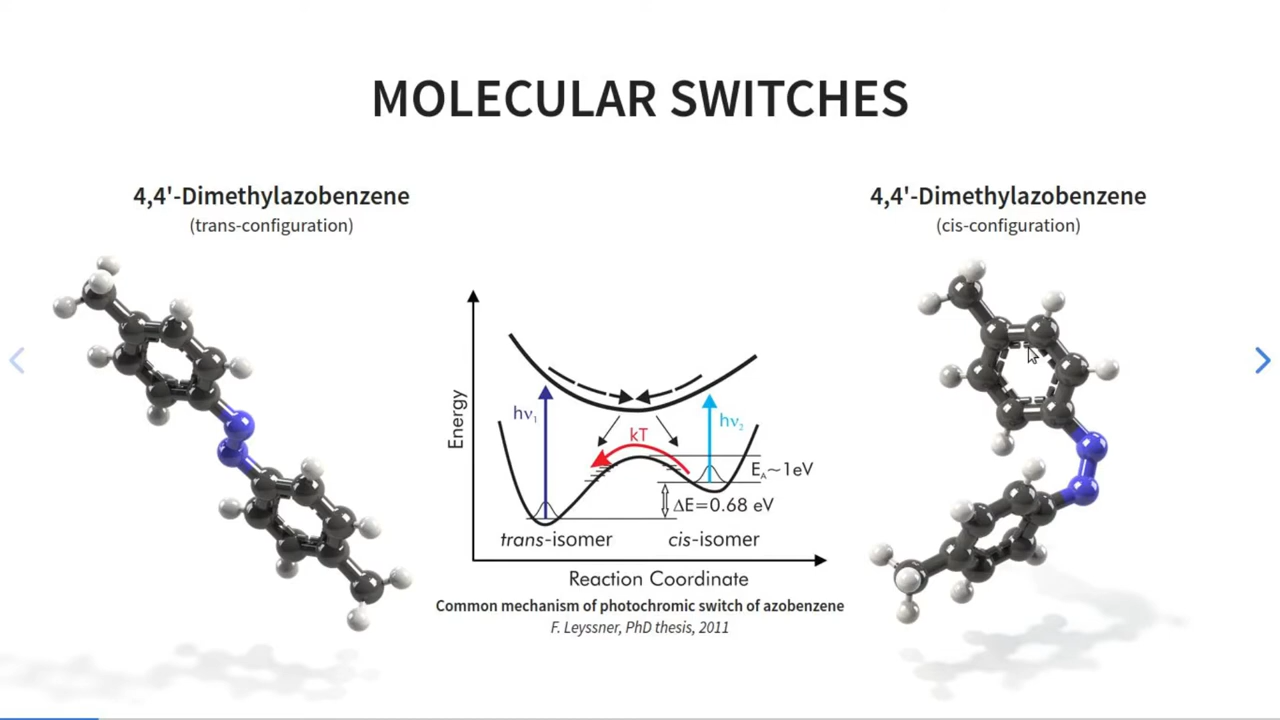 MOLECULAR SWITCHES
4,4'-Dimethylazobenzene
(trans-configuration)
4,4'-Dimethylazobenzene
(cis-configuration)
Energy
hν₁
kT
hν₂
E_A~1eV
ΔE=0.68 eV
trans-isomer
cis-isomer
Reaction Coordinate
Common mechanism of photochromic switch of azobenzene
F. Leyssner, PhD thesis, 2011